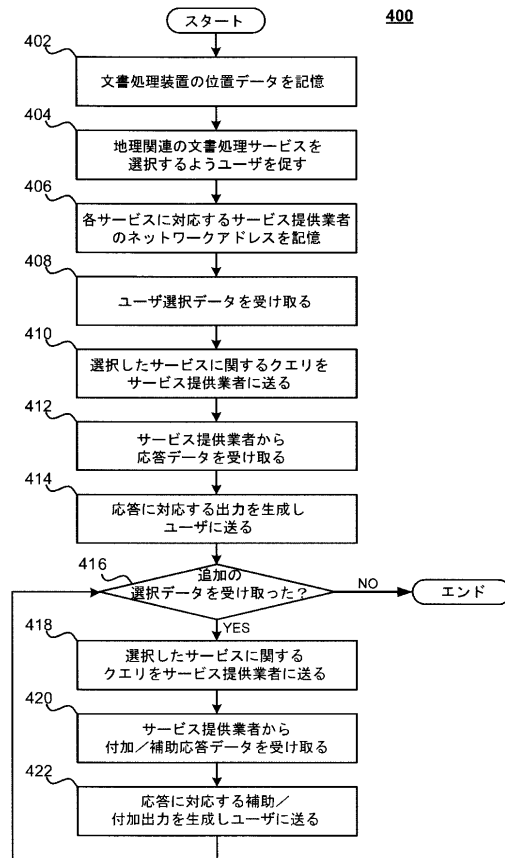 スタート
400
402
文書処理装置の位置データを記憶
404
地理関連の文書処理サービスを
選択するようユーザを促す
406
各サービスに対応するサービス提供業者
のネットワークアドレスを記憶
408
ユーザ選択データを受け取る
410
選択したサービスに関するクエリを
サービス提供業者に送る
412
サービス提供業者から
応答データを受け取る
414
応答に対応する出力を生成し
ユーザに送る
416
追加の
選択データを受け取った？
NO
エンド
YES
418
選択したサービスに関する
クエリをサービス提供業者に送る
420
サービス提供業者から
付加／補助応答データを受け取る
422
応答に対応する補助／
付加出力を生成しユーザに送る